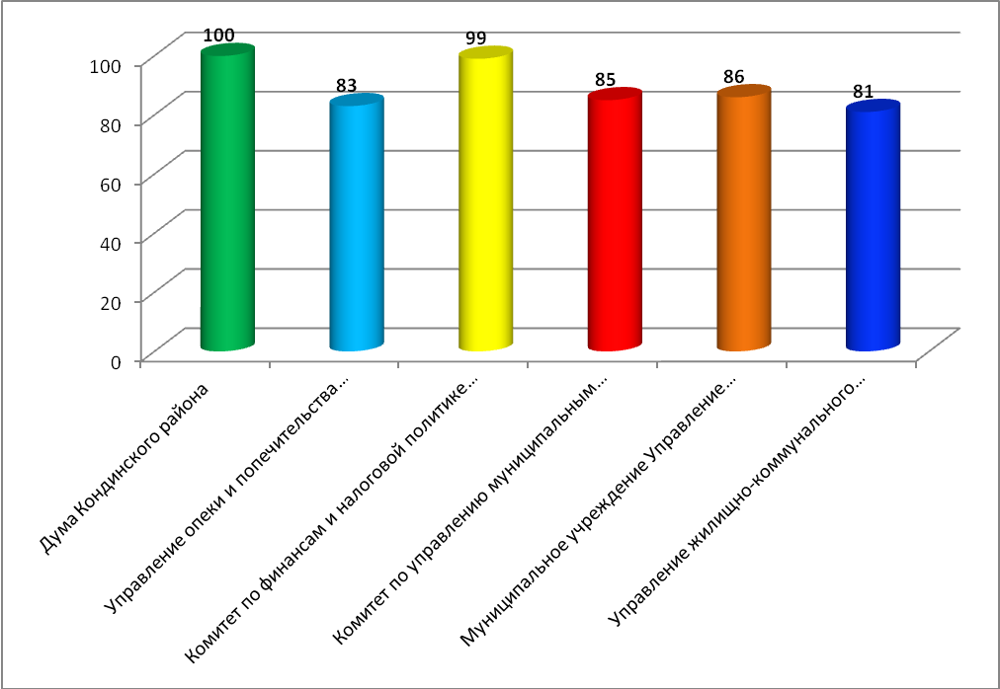 100
83
99
85
86
81
100
80
60
40
20
0
Дума Кондинского района
Управление опеки и попечительства...
Комитет по финансам и налоговой политике...
Комитет по управлению муниципальным...
Муниципальное учреждение Управление...
Управление жилищно-коммунального...